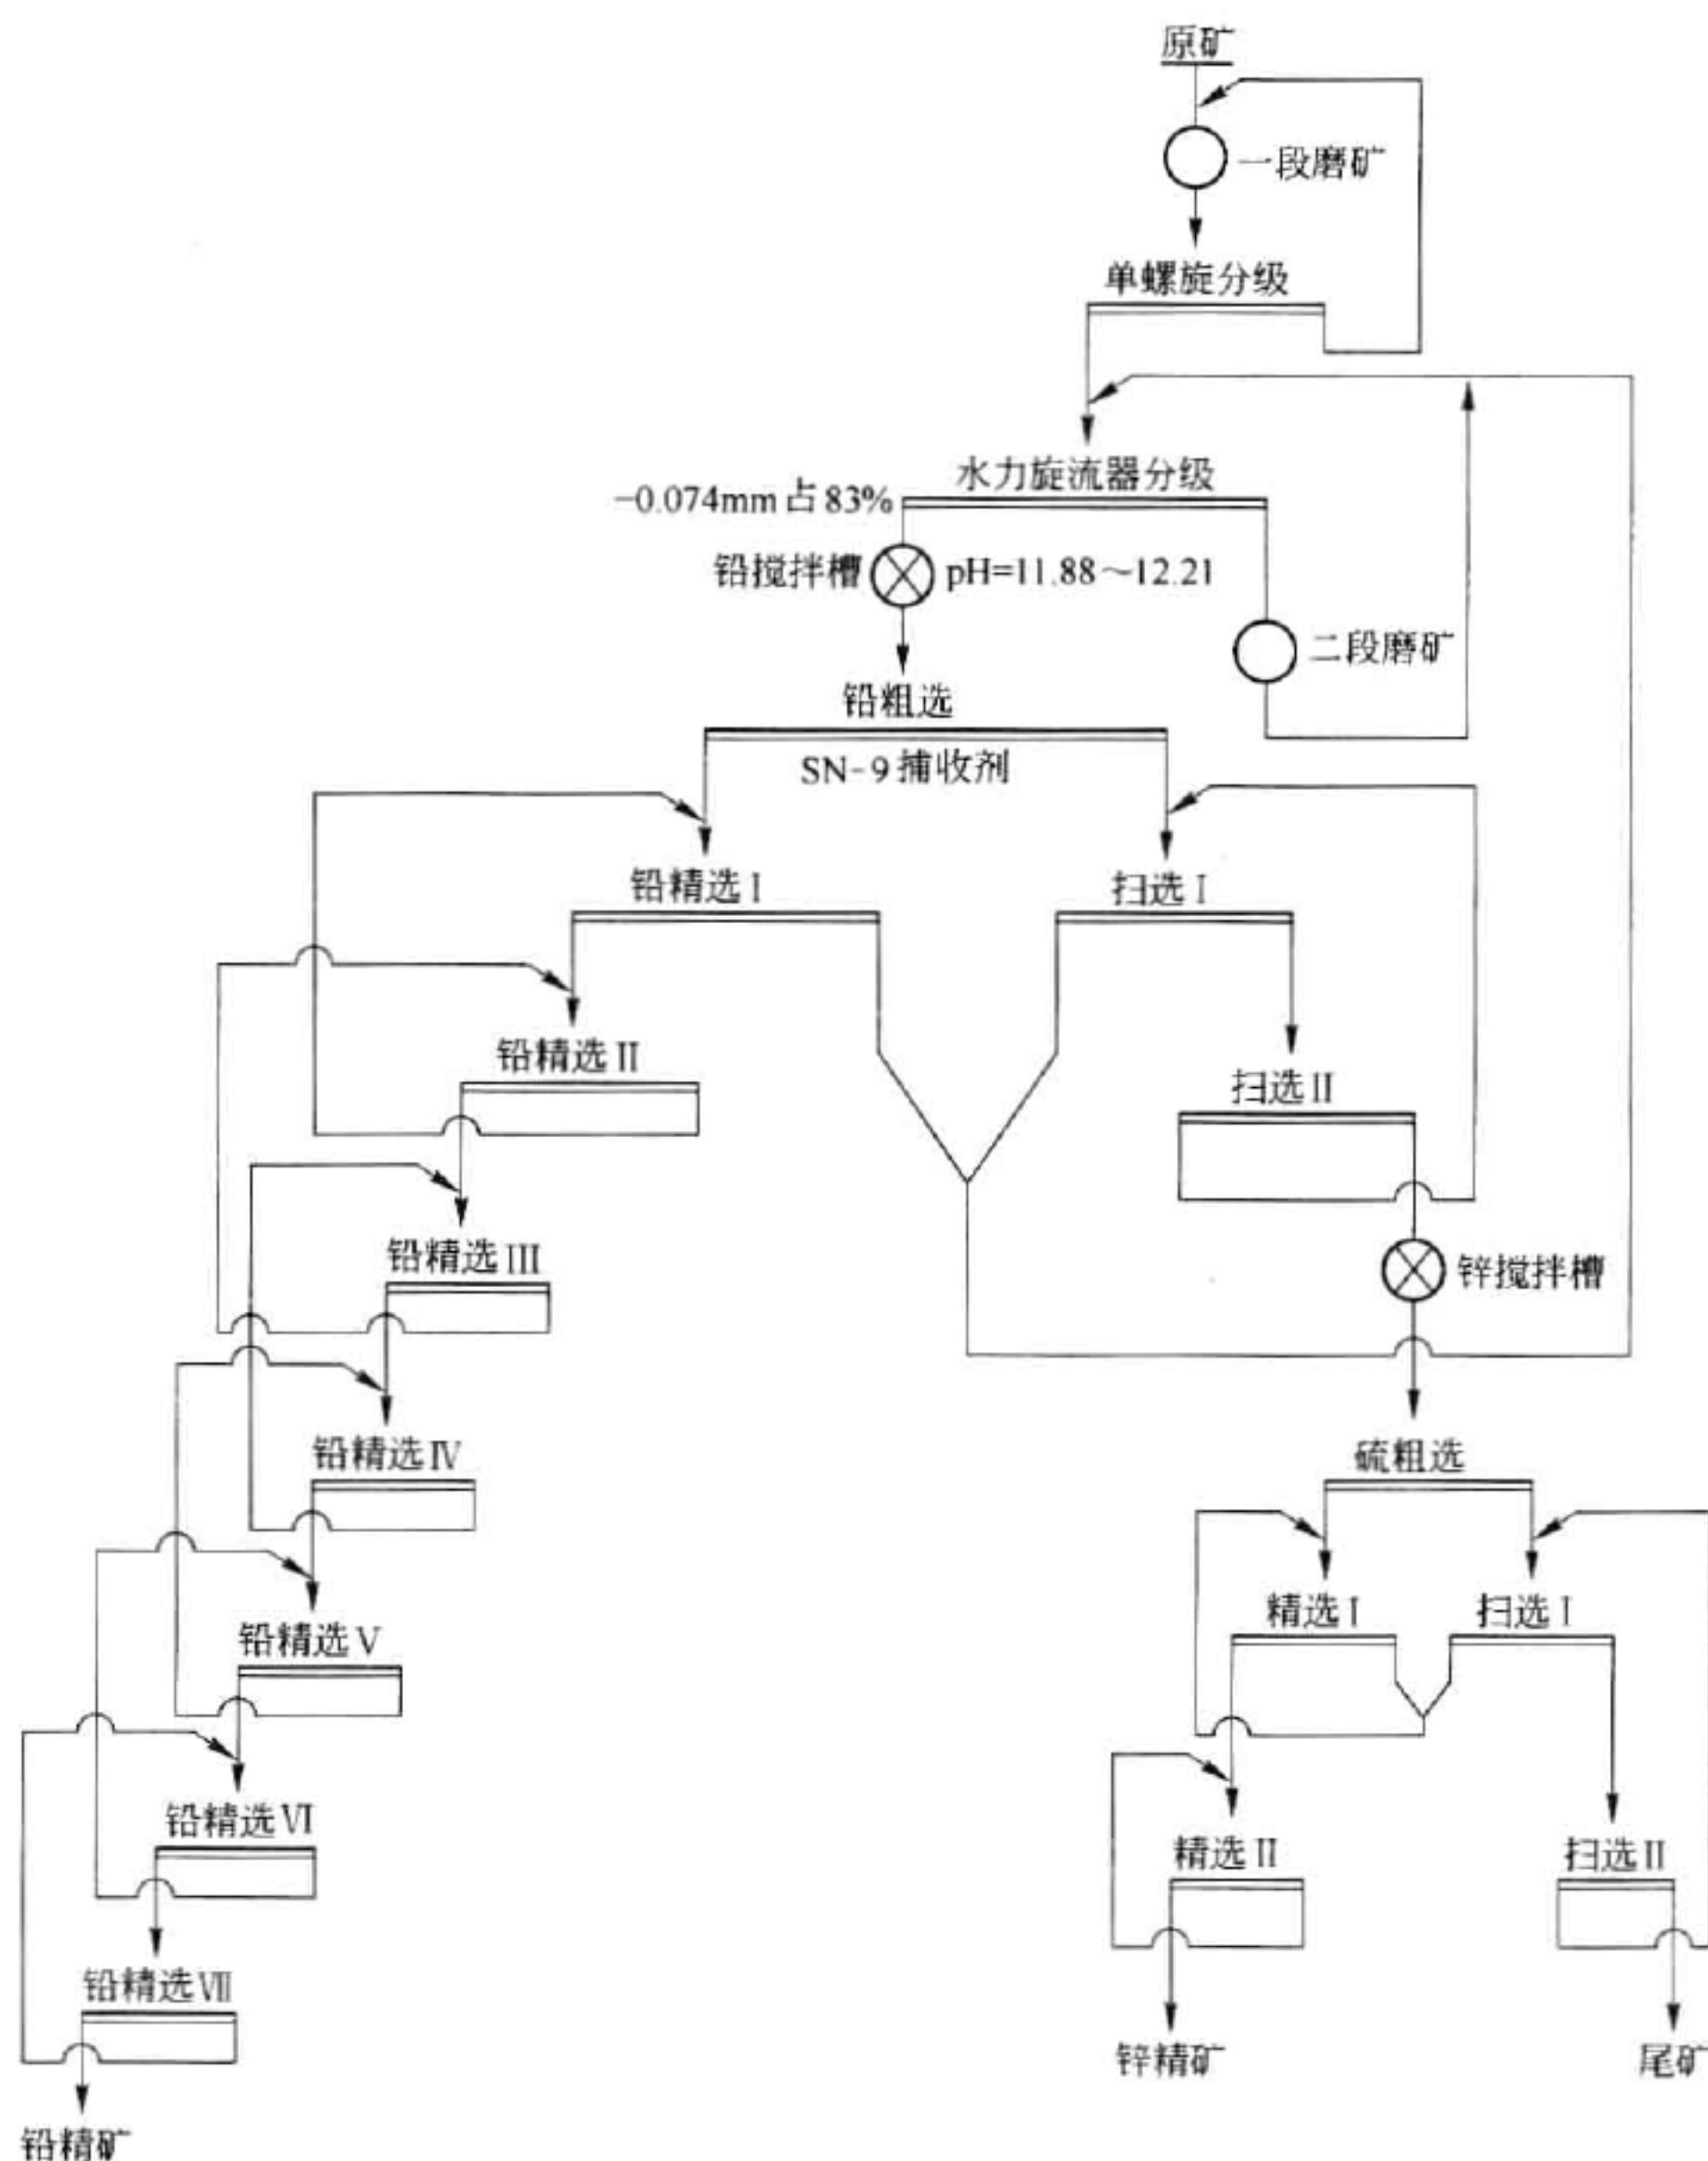 原矿
一段磨矿
单螺旋分级
水力旋流器分级
-0.074mm 占 83%
铅搅拌槽
pH=11.88～12.21
二段磨矿
铅粗选
SN-9 捕收剂
铅精选 I
扫选 I
铅精选 II
扫选 II
铅精选 III
锌搅拌槽
铅精选 IV
硫粗选
精选 I
扫选 I
铅精选 V
铅精选 VI
精选 II
扫选 II
铅精选 VII
锌精矿
尾矿
铅精矿